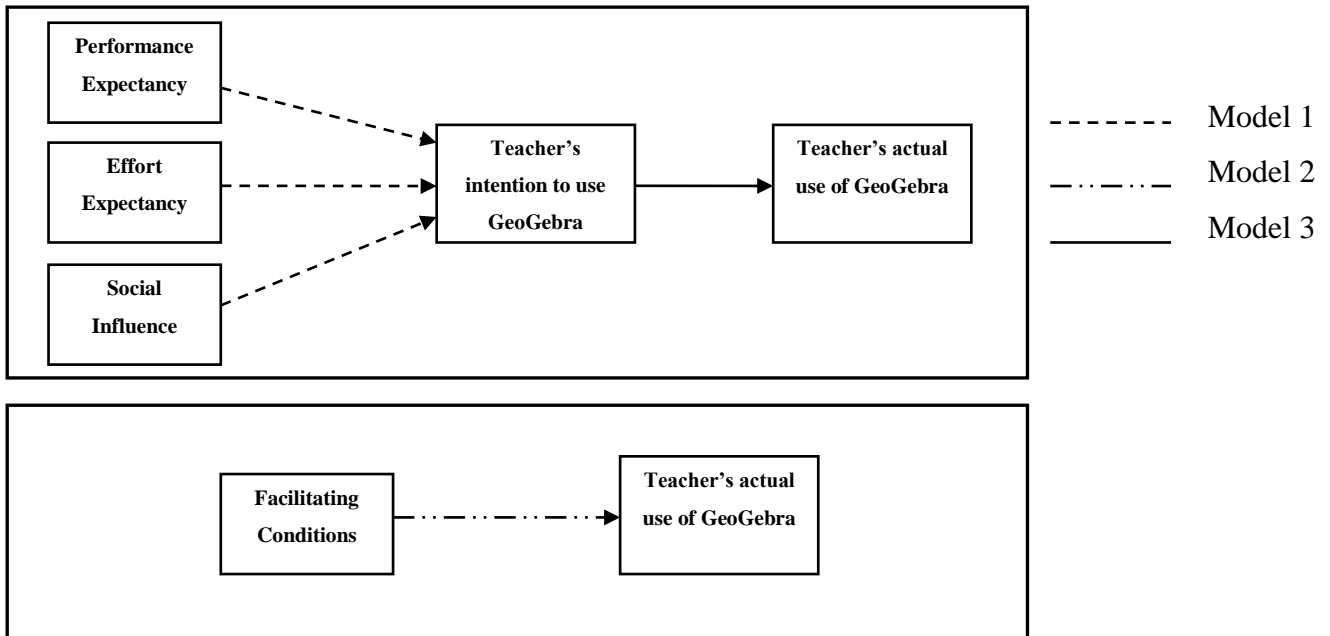 Performance
Expectancy
Effort
Expectancy
Social
Influence
Teacher’s
intention to use
GeoGebra
Teacher’s actual
use of GeoGebra
Model 1
Model 2
Model 3
Facilitating
Conditions
Teacher’s actual
use of GeoGebra